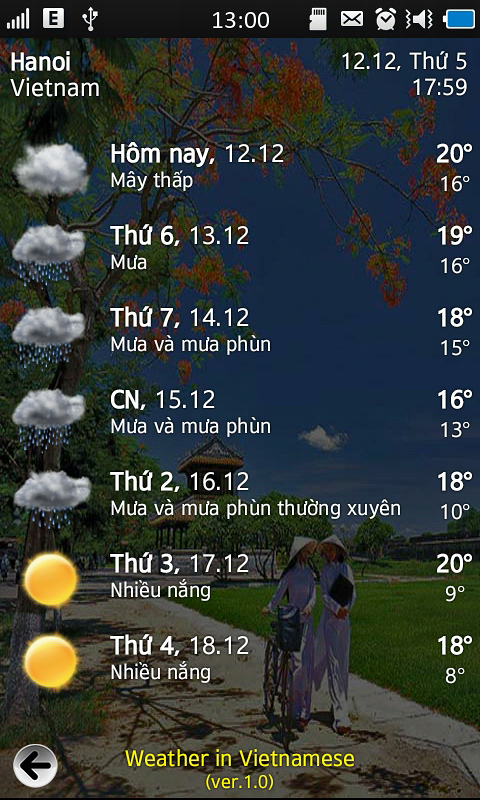 E 13:00
Hanoi 12.12, Thứ 5
Vietnam 17:59
Hôm nay, 12.12 20°
Mây thấp 16°
Thứ 6, 13.12 19°
Mưa 16°
Thứ 7, 14.12 18°
Mưa và mưa phùn 15°
CN, 15.12 16°
Mưa và mưa phùn 13°
Thứ 2, 16.12 18°
Mưa và mưa phùn thường xuyên 10°
Thứ 3, 17.12 20°
Nhiều nắng 9°
Thứ 4, 18.12 18°
Nhiều nắng 8°
Weather in Vietnamese
(ver.1.0)